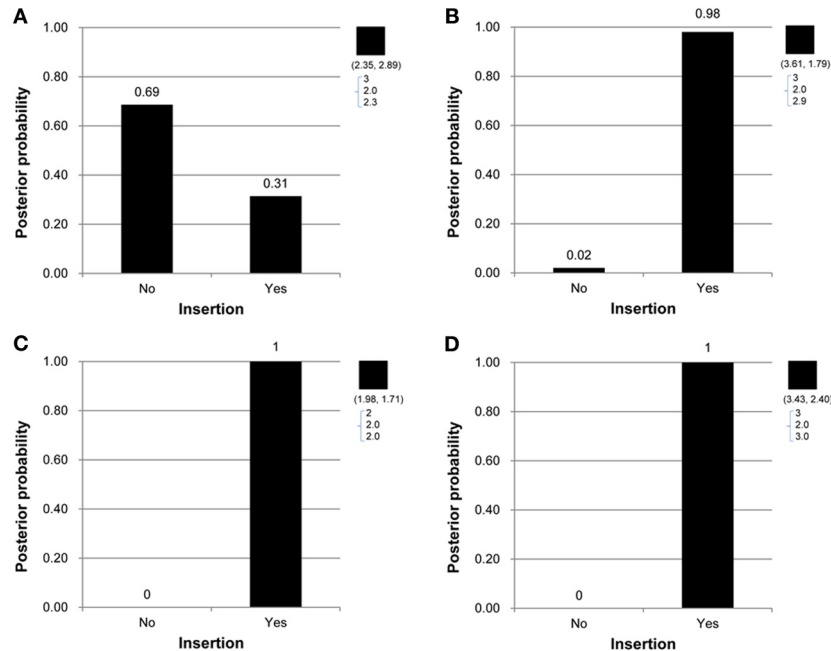 A
Posterior probability
1.00
0.80
0.60
0.40
0.20
0.00
0.69
0.31
No
Yes
Insertion
(2.35, 2.89)
3
2.0
2.3
B
Posterior probability
1.00
0.80
0.60
0.40
0.20
0.00
0.02
0.98
No
Yes
Insertion
(3.61, 1.79)
3
2.0
2.9
C
Posterior probability
1.00
0.80
0.60
0.40
0.20
0.00
0
1
No
Yes
Insertion
(1.98, 1.71)
2
2.0
2.0
D
Posterior probability
1.00
0.80
0.60
0.40
0.20
0.00
0
1
No
Yes
Insertion
(3.43, 2.40)
3
2.0
3.0